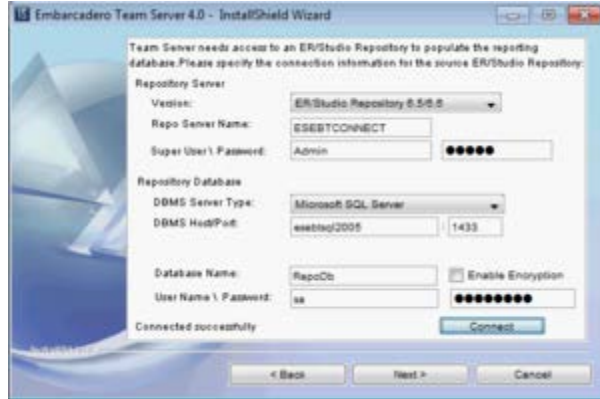 Embarcadero Team Server 4.0 - InstallShield Wizard
Team Server needs access to an ER/Studio Repository to populate the reporting
database.Please specify the connection information for the source ER/Studio Repository:
Repository Server
Version: ER/Studio Repository 6.5/6.6
Repo Server Name: ESEBTCONNECT
Super User \ Password: Admin ●●●●●
Repository Database
DBMS Server Type: Microsoft SQL Server
DBMS Host/Port: esebtsql2005 : 1433
Database Name: RepoDb Enable Encryption
User Name \ Password: sa ●●●●●●●●
Connected successfully Connect
InstallShield
< Back Next > Cancel